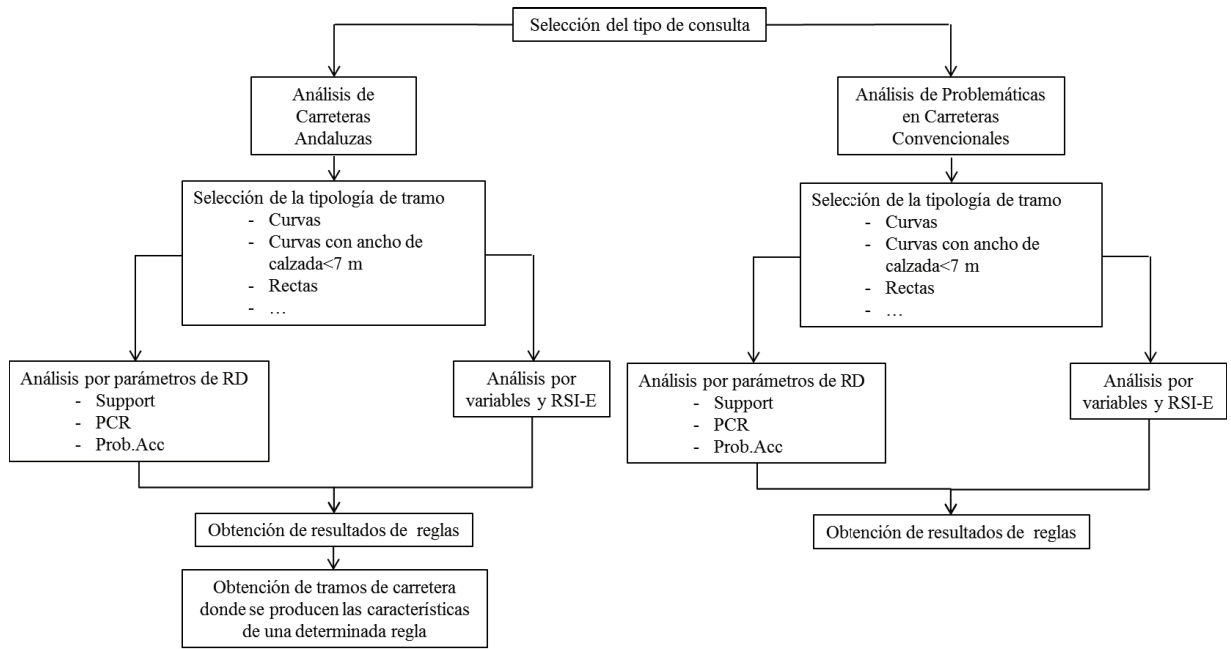 Selección del tipo de consulta
Análisis de
Carreteras
Andaluzas
Selección de la tipología de tramo
- Curvas
- Curvas con ancho de
calzada<7 m
- Rectas
- …
Análisis por parámetros de RD
- Support
- PCR
- Prob.Acc
Análisis por
variables y RSI-E
Obtención de resultados de reglas
Obtención de tramos de carretera
donde se producen las características
de una determinada regla
Análisis de Problemáticas
en Carreteras
Convencionales
Selección de la tipología de tramo
- Curvas
- Curvas con ancho de
calzada<7 m
- Rectas
- …
Análisis por parámetros de RD
- Support
- PCR
- Prob.Acc
Análisis por
variables y RSI-E
Obtención de resultados de reglas